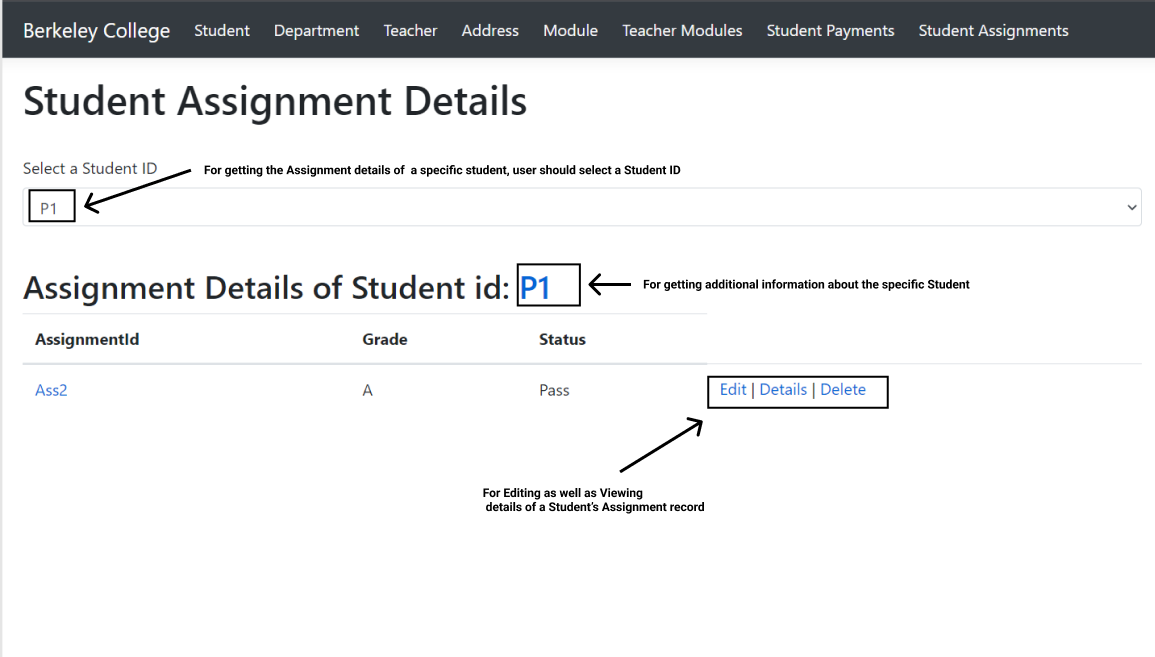 Berkeley College Student Department Teacher Address Module Teacher Modules Student Payments Student Assignments
Student Assignment Details
Select a Student ID
For getting the Assignment details of a specific student, user should select a Student ID
P1
Assignment Details of Student id: P1
For getting additional information about the specific Student
AssignmentId Grade Status
Ass2 A Pass Edit | Details | Delete
For Editing as well as Viewing
details of a Student's Assignment record